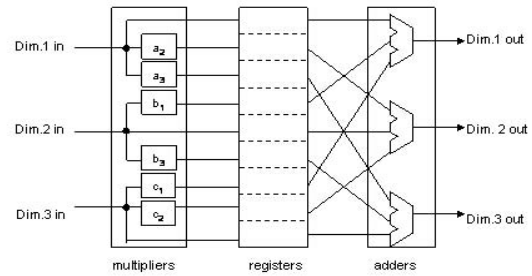 Dim.1 in
Dim.1 out
a2
a3
b1
Dim.2 in
Dim. 2 out
b3
c1
c2
Dim.3 in
Dim.3 out
multipliers
registers
adders